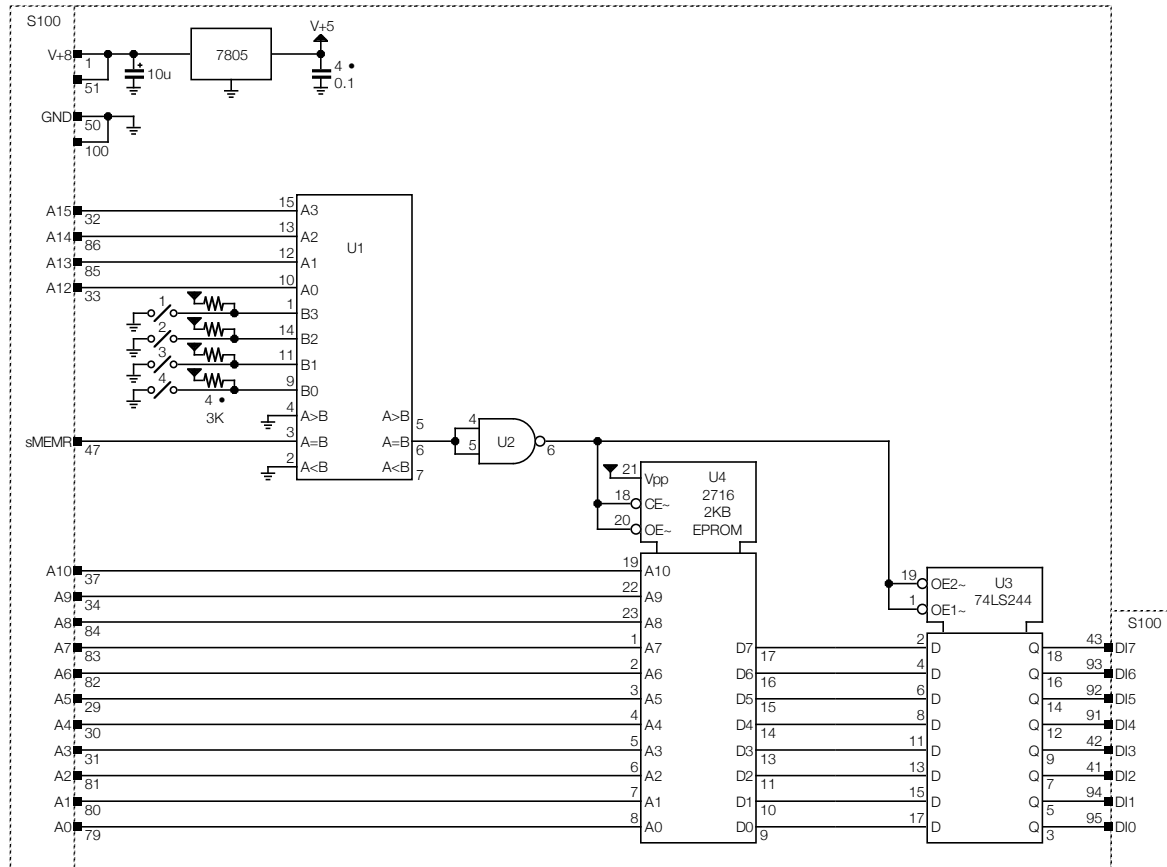 S100
V+8
1
51
7805
10u
V+5
4 •
0.1
GND
50
100
A15
32
15
A3
A14
86
13
A2
A13
85
12
A1
A12
33
10
A0
U1
1
1
B3
2
14
B2
3
11
B1
4
9
B0
4 •
3K
4
A>B
A>B
5
sMEMR
47
3
A=B
A=B
6
2
A<B
A<B
7
4
5
U2
6
21
Vpp
18
CE~
20
OE~
U4
2716
2KB
EPROM
A10
37
19
A10
A9
34
22
A9
A8
84
23
A8
A7
83
1
A7
D7
17
A6
82
2
A6
D6
16
A5
29
3
A5
D5
15
A4
30
4
A4
D4
14
A3
31
5
A3
D3
13
A2
81
6
A2
D2
11
A1
80
7
A1
D1
10
A0
79
8
A0
D0
9
19
OE2~
1
OE1~
U3
74LS244
S100
2
D
Q
18
43
DI7
4
D
Q
16
93
DI6
6
D
Q
14
92
DI5
8
D
Q
12
91
DI4
11
D
Q
9
42
DI3
13
D
Q
7
41
DI2
15
D
Q
5
94
DI1
17
D
Q
3
95
DI0